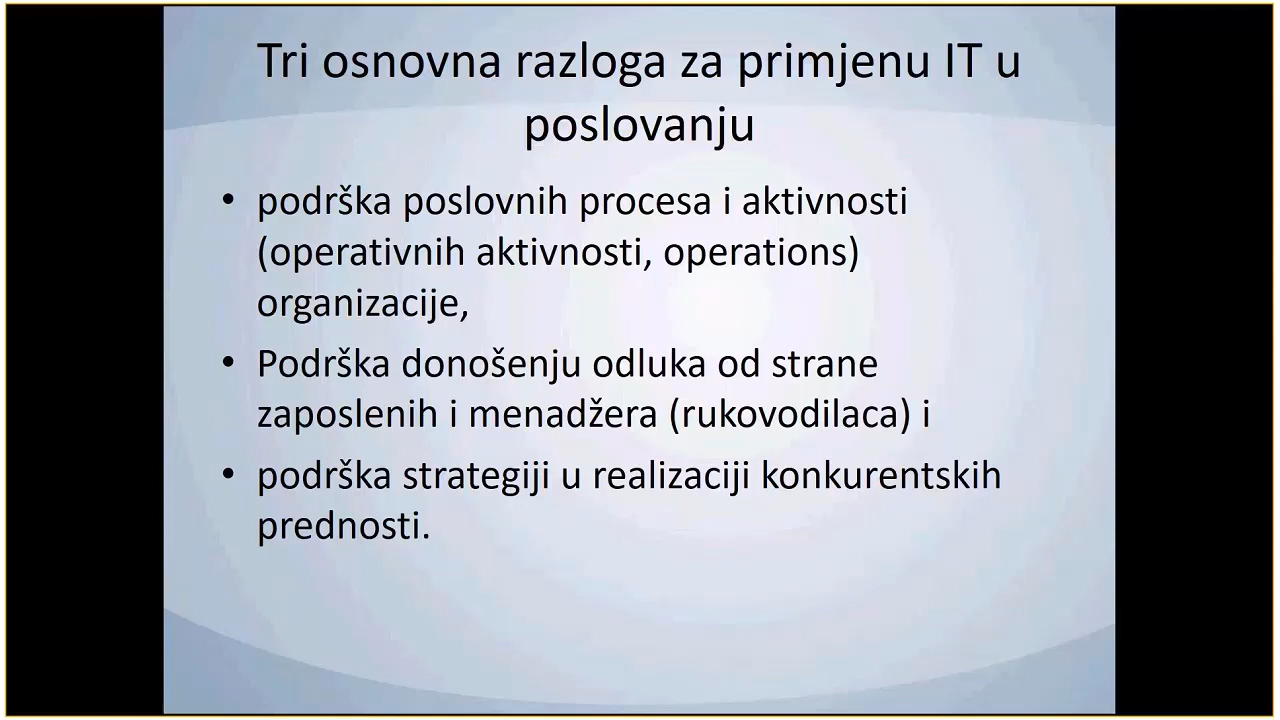 Tri osnovna razloga za primjenu IT u
poslovanju
• podrška poslovnih procesa i aktivnosti
(operativnih aktivnosti, operations)
organizacije,
• Podrška donošenju odluka od strane
zaposlenih i menadžera (rukovodilaca) i
• podrška strategiji u realizaciji konkurentskih
prednosti.